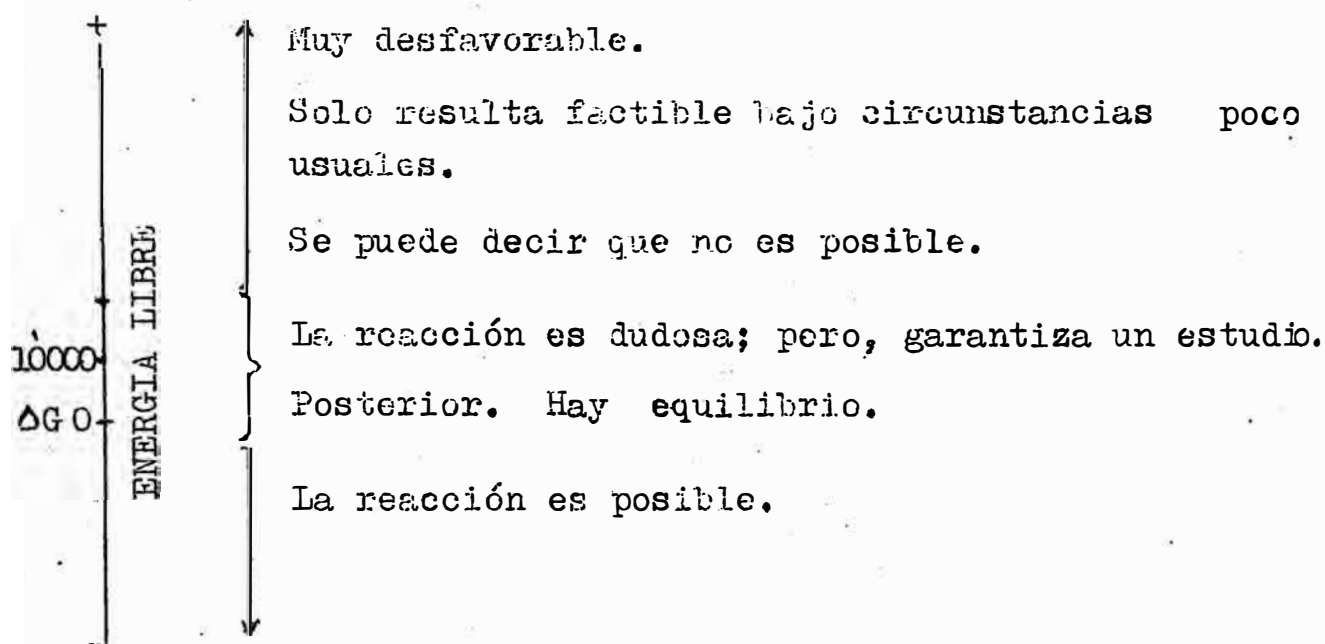 +
Muy desfavorable.
Solo resulta factible bajo circunstancias poco
usuales.
Se puede decir que no es posible.
ENERGIA LIBRE
La reacción es dudosa; pero, garantiza un estudio.
10000
Posterior. Hay equilibrio.
ΔG 0
La reacción es posible.